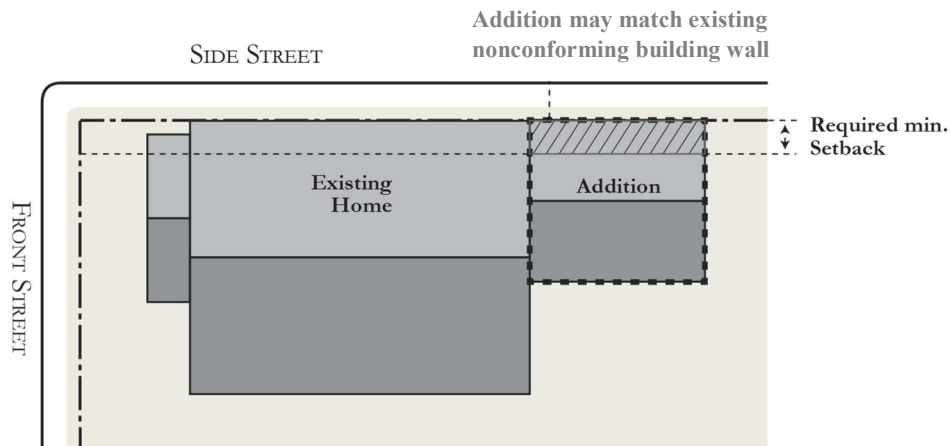 Addition may match existing
nonconforming building wall
SIDE STREET
Required min.
Setback
Existing
Home
Addition
FRONT STREET